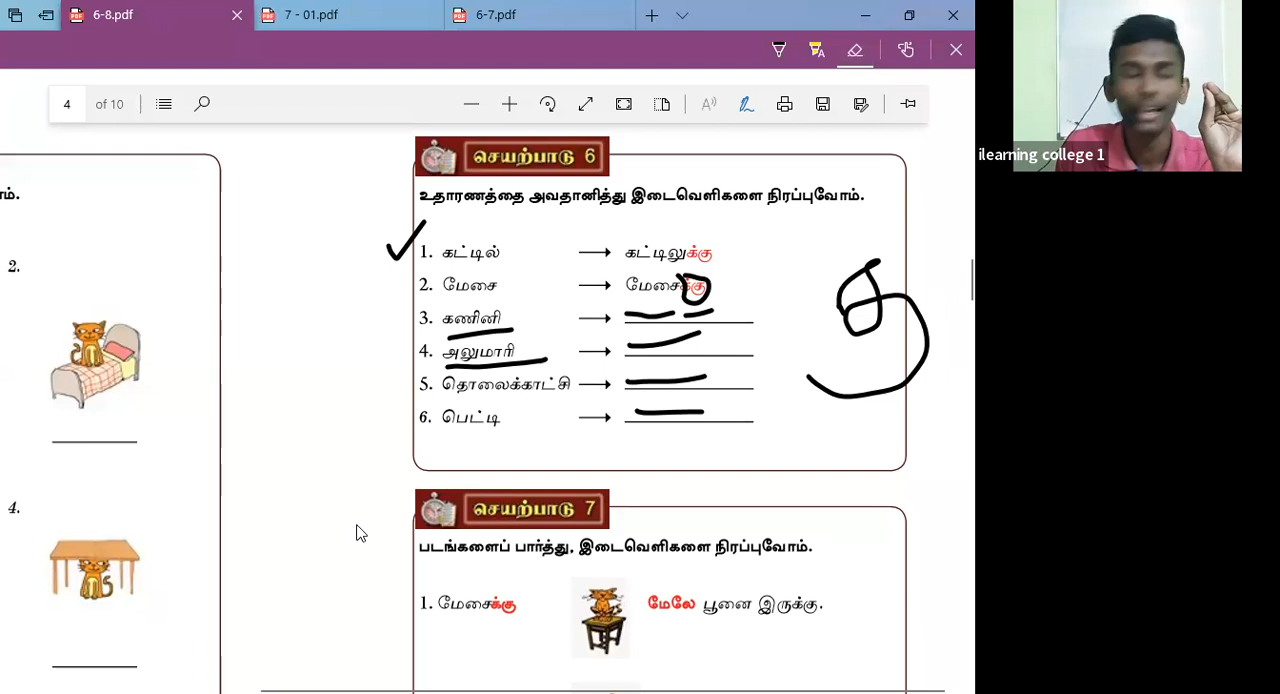 6-8.pdf
7 - 01.pdf
6-7.pdf
4 of 10
ilearning college 1
ம்.
2.
4.
செயற்பாடு 6
உதாரணத்தை அவதானித்து இடைவெளிகளை நிரப்புவோம்.
1. கட்டில் → கட்டிலுக்கு
2. மேசை → மேசைக்கு
3. கணினி →
4. அலுமாரி →
5. தொலைக்காட்சி →
6. பெட்டி →
கு
செயற்பாடு 7
படங்களைப் பார்த்து, இடைவெளிகளை நிரப்புவோம்.
1. மேசைக்கு மேலே பூனை இருக்கு.